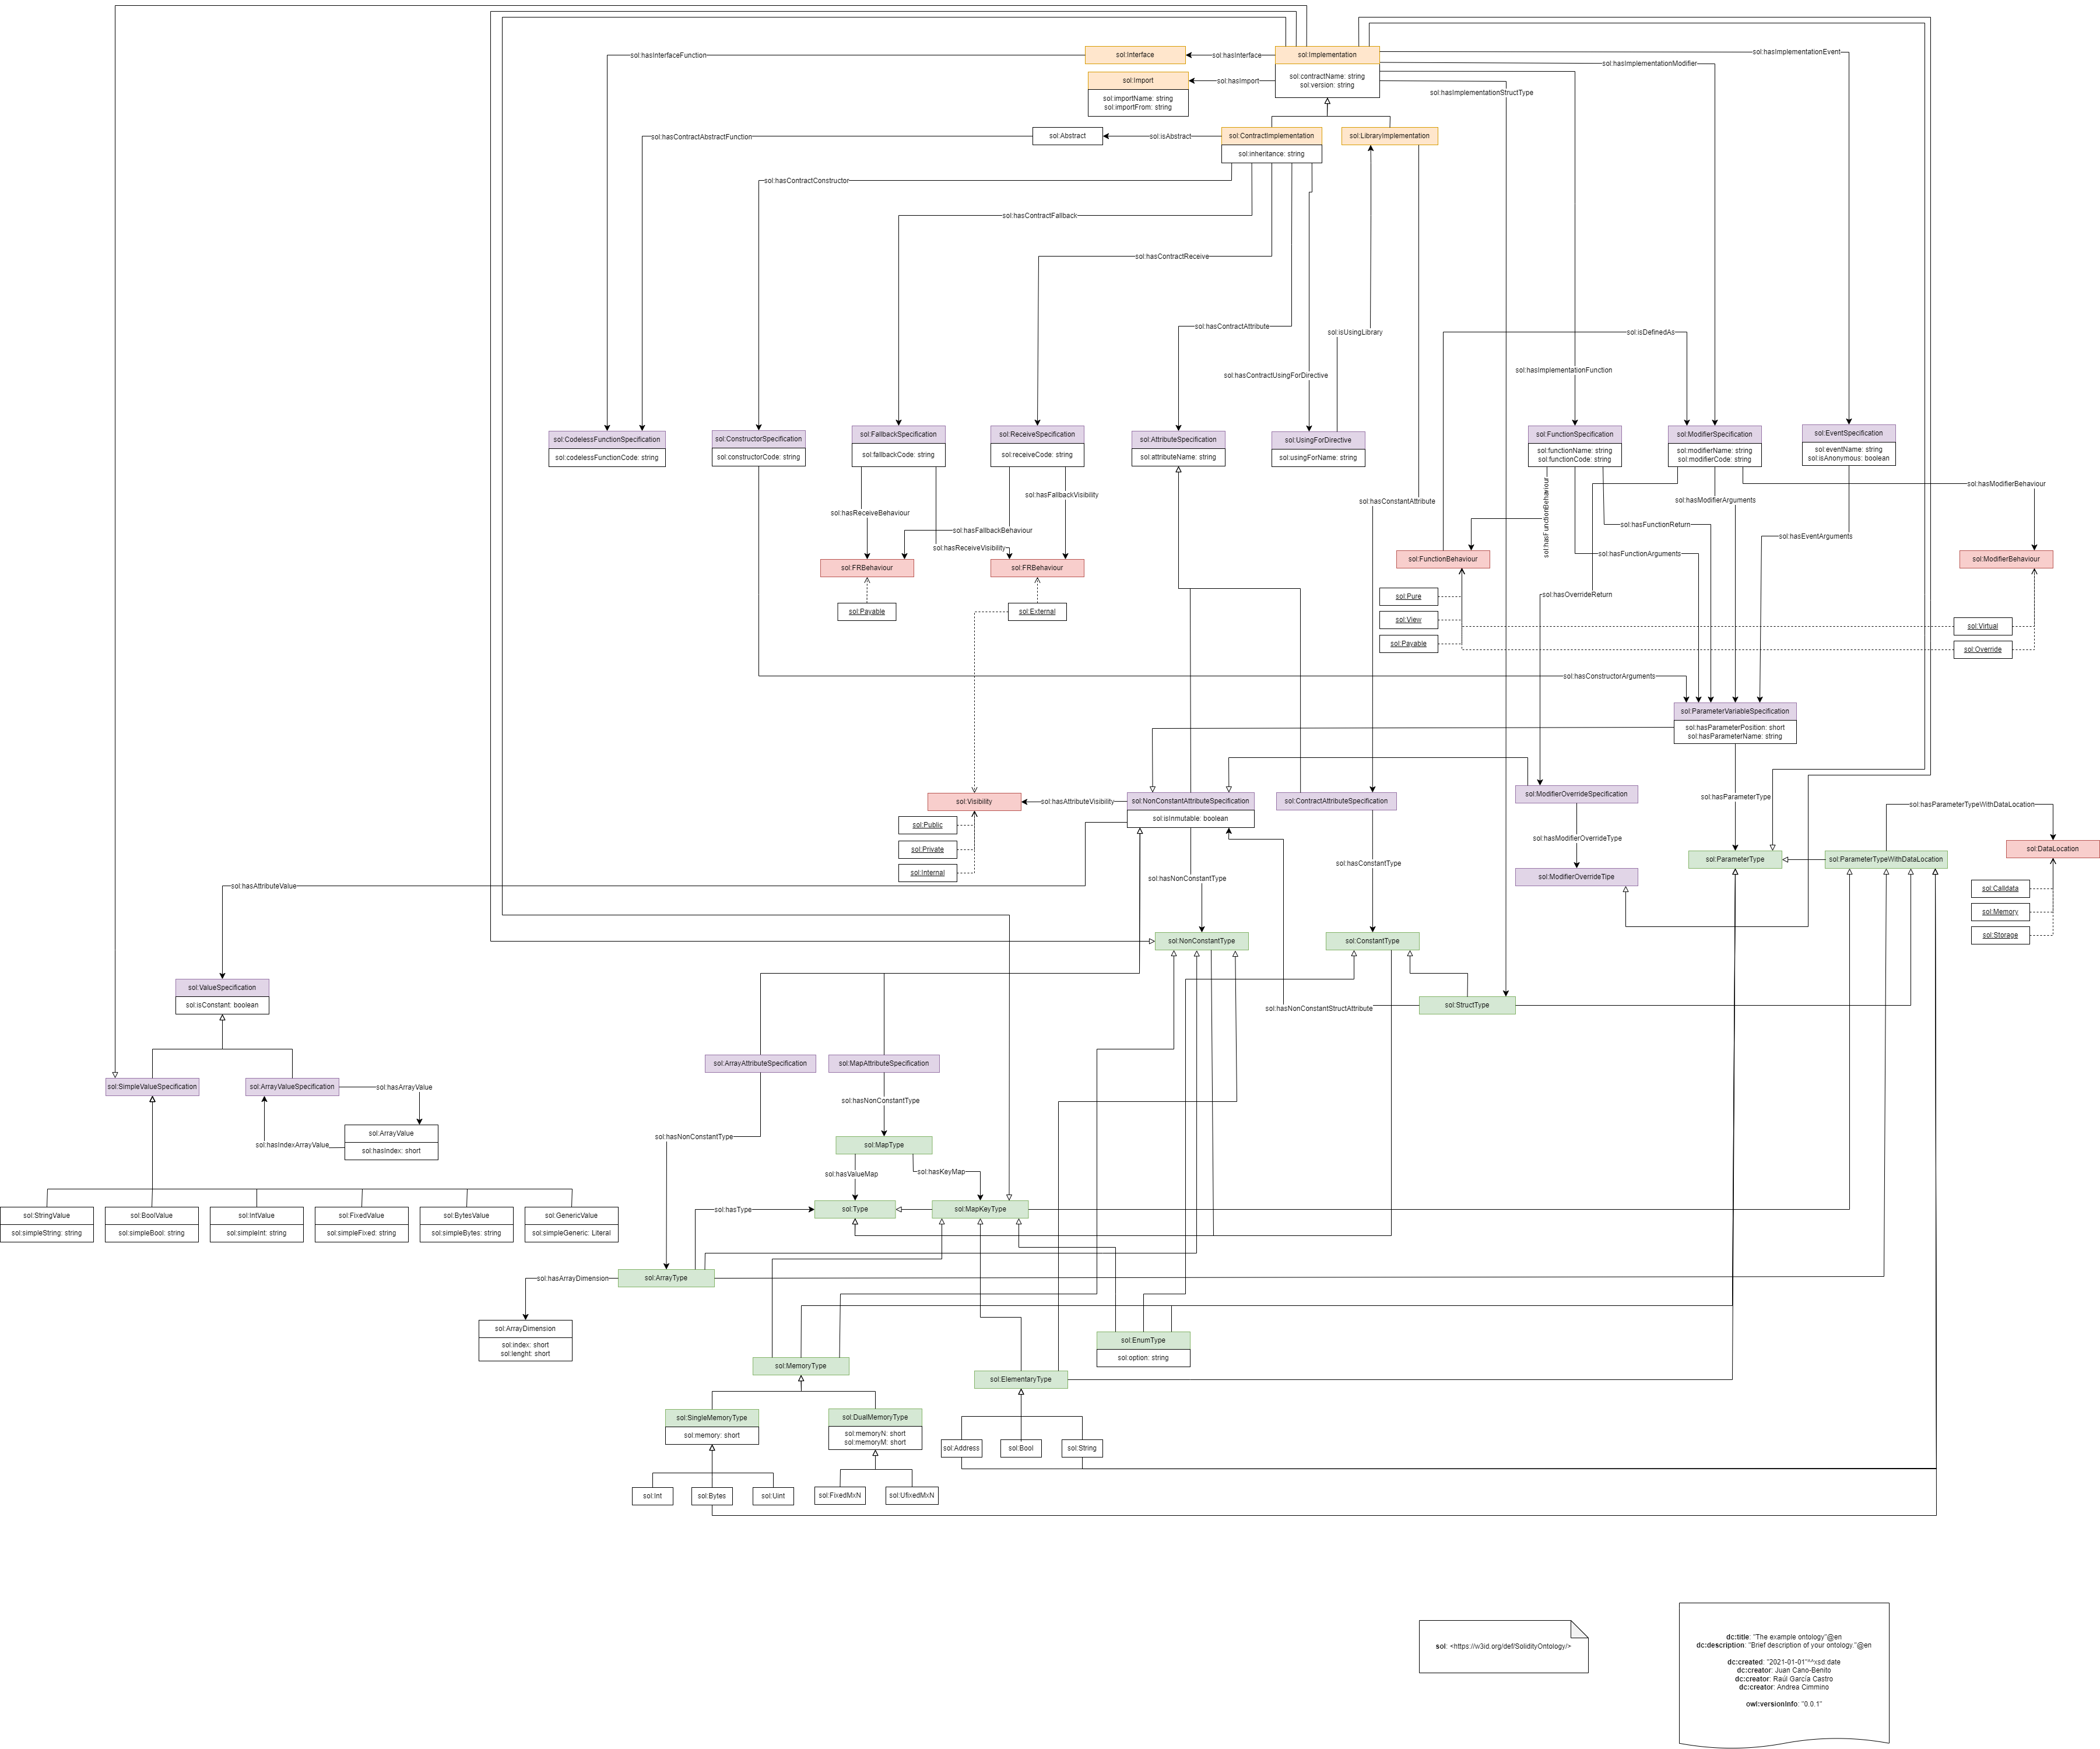 sol:hasInterfaceFunction
sol:Interface
sol:hasInterface
sol:Implementation
sol:contractName: string
sol:version: string
sol:hasImplementationEvent
sol:hasImplementationModifier
sol:Import
sol:importName: string
sol:importFrom: string
sol:hasImport
sol:hasImplementationStructType
sol:hasContractAbstractFunction
sol:Abstract
sol:isAbstract
sol:ContractImplementation
sol:inheritance: string
sol:LibraryImplementation
sol:hasContractConstructor
sol:hasContractFallback
sol:hasContractReceive
sol:hasContractAttribute
sol:isUsingLibrary
sol:isDefinedAs
sol:hasContractUsingForDirective
sol:hasImplementationFunction
sol:CodelessFunctionSpecification
sol:codelessFunctionCode: string
sol:ConstructorSpecification
sol:constructorCode: string
sol:FallbackSpecification
sol:fallbackCode: string
sol:ReceiveSpecification
sol:receiveCode: string
sol:AttributeSpecification
sol:attributeName: string
sol:UsingForDirective
sol:usingForName: string
sol:FunctionSpecification
sol:functionName: string
sol:functionCode: string
sol:ModifierSpecification
sol:modifierName: string
sol:modifierCode: string
sol:EventSpecification
sol:eventName: string
sol:isAnonymous: boolean
sol:hasFallbackVisibility
sol:hasConstantAttribute
sol:hasModifierArguments
sol:hasModifierBehaviour
sol:hasReceiveBehaviour
sol:hasFallbackBehaviour
sol:hasReceiveVisibility
sol:hasFunctionBehaviour
sol:hasFunctionReturn
sol:hasEventArguments
sol:hasFunctionArguments
sol:FRBehaviour
sol:FRBehaviour
sol:FunctionBehaviour
sol:ModifierBehaviour
sol:Payable
sol:External
sol:Pure
sol:View
sol:Payable
sol:hasOverrideReturn
sol:Virtual
sol:Override
sol:hasConstructorArguments
sol:ParameterVariableSpecification
sol:hasParameterPosition: short
sol:hasParameterName: string
sol:Visibility
sol:Public
sol:Private
sol:Internal
sol:hasAttributeVisibility
sol:NonConstantAttributeSpecification
sol:isInmutable: boolean
sol:ContractAttributeSpecification
sol:ModifierOverrideSpecification
sol:hasParameterType
sol:hasParameterTypeWithDataLocation
sol:hasModifierOverrideType
sol:hasConstantType
sol:hasNonConstantType
sol:ModifierOverrideTipe
sol:ParameterType
sol:ParameterTypeWithDataLocation
sol:DataLocation
sol:Calldata
sol:Memory
sol:Storage
sol:hasAttributeValue
sol:NonConstantType
sol:ConstantType
sol:ValueSpecification
sol:isConstant: boolean
sol:hasNonConstantStructAttribute
sol:StructType
sol:ArrayAttributeSpecification
sol:MapAttributeSpecification
sol:SimpleValueSpecification
sol:ArrayValueSpecification
sol:hasArrayValue
sol:hasNonConstantType
sol:ArrayValue
sol:hasIndex: short
sol:hasIndexArrayValue
sol:hasNonConstantType
sol:MapType
sol:hasValueMap
sol:hasKeyMap
sol:StringValue
sol:simpleString: string
sol:BoolValue
sol:simpleBool: string
sol:IntValue
sol:simpleInt: string
sol:FixedValue
sol:simpleFixed: string
sol:BytesValue
sol:simpleBytes: string
sol:GenericValue
sol:simpleGeneric: Literal
sol:hasType
sol:Type
sol:MapKeyType
sol:hasArrayDimension
sol:ArrayType
sol:ArrayDimension
sol:index: short
sol:lenght: short
sol:EnumType
sol:option: string
sol:MemoryType
sol:ElementaryType
sol:SingleMemoryType
sol:memory: short
sol:DualMemoryType
sol:memoryN: short
sol:memoryM: short
sol:Address
sol:Bool
sol:String
sol:Int
sol:Bytes
sol:Uint
sol:FixedMxN
sol:UfixedMxN
sol: <https://w3id.org/def/SolidityOntology/>
dc:title: "The example ontology"@en
dc:description: "Brief description of your ontology."@en
dc:created: "2021-01-01"^^xsd:date
dc:creator: Juan Cano-Benito
dc:creator: Raúl García Castro
dc:creator: Andrea Cimmino
owl:versionInfo: "0.0.1"